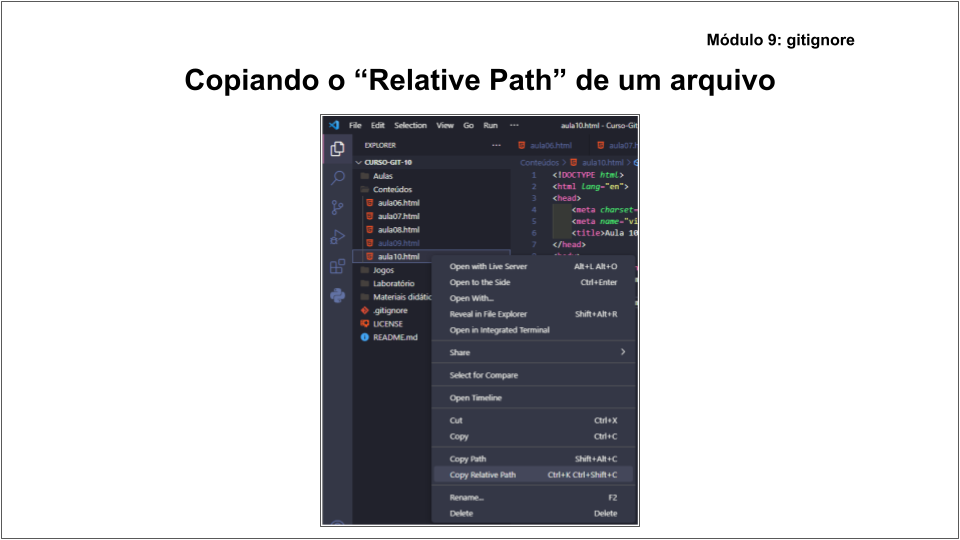 Módulo 9: gitignore
Copiando o “Relative Path” de um arquivo
File Edit Selection View Go Run ··· aula10.html - Curso-Git
EXPLORER ···
CURSO-GIT-10
Aulas
Conteúdos
aula06.html
aula07.html
aula08.html
aula09.html
aula10.html
Jogos
Laboratório
Materiais didátic
.gitignore
LICENSE
README.md
aula06.html aula07.h
Conteúdos > aula10.html >
1 <!DOCTYPE html>
2 <html lang="en">
3 <head>
4 <meta charset=
5 <meta name="vi
6 <title>Aula 10
7 </head>
Open with Live Server Alt+L Alt+O
Open to the Side Ctrl+Enter
Open With...
Reveal in File Explorer Shift+Alt+R
Open in Integrated Terminal
Share >
Select for Compare
Open Timeline
Cut Ctrl+X
Copy Ctrl+C
Copy Path Shift+Alt+C
Copy Relative Path Ctrl+K Ctrl+Shift+C
Rename... F2
Delete Delete